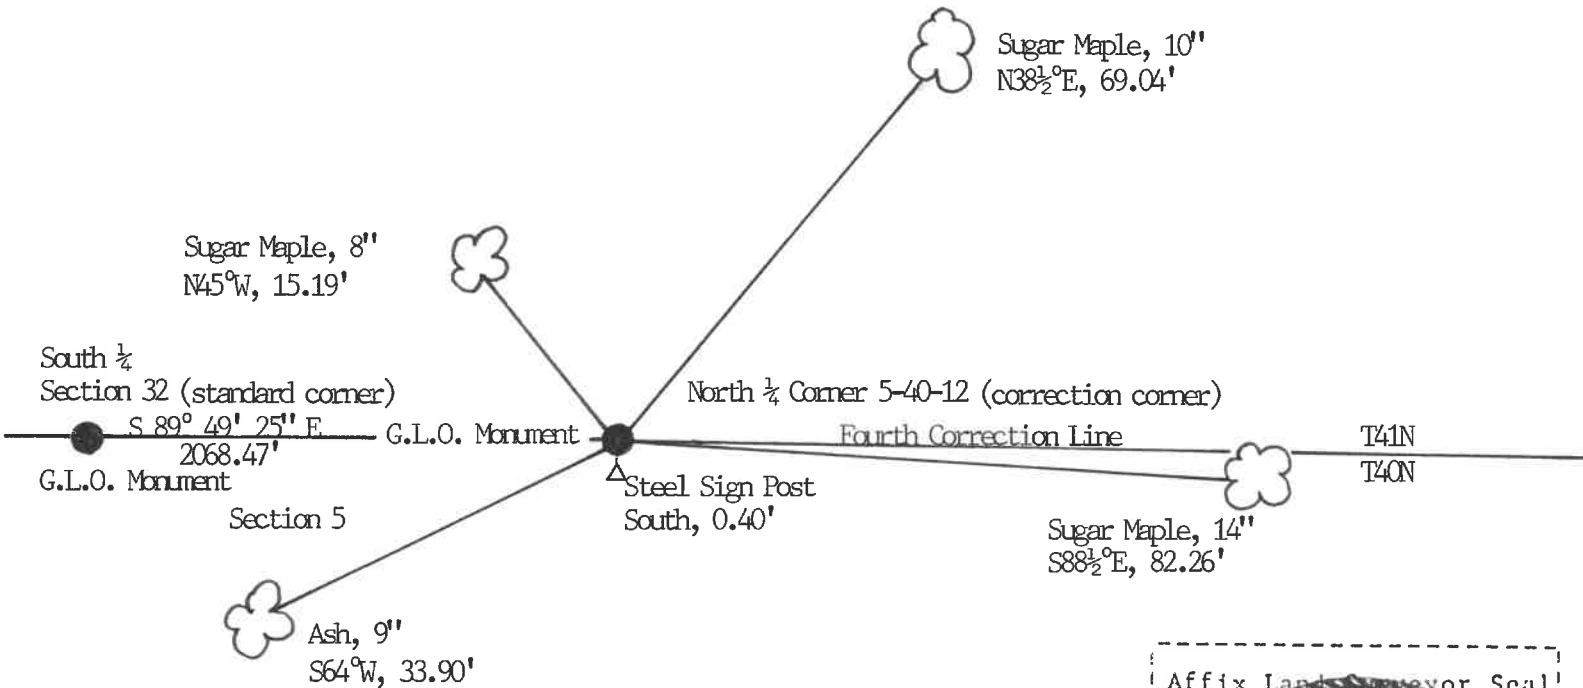 Sugar Maple, 10"
N38½°E, 69.04'
Sugar Maple, 8"
N45°W, 15.19'
South ¼
Section 32 (standard corner)
North ¼ Corner 5-40-12 (correction corner)
S 89° 49' 25" E
2068.47'
G.L.O. Monument
Fourth Correction Line
T41N
T40N
G.L.O. Monument
Steel Sign Post
South, 0.40'
Section 5
Sugar Maple, 14"
S88½°E, 82.26'
Ash, 9"
S64°W, 33.90'
Affix Land Surveyor Seal